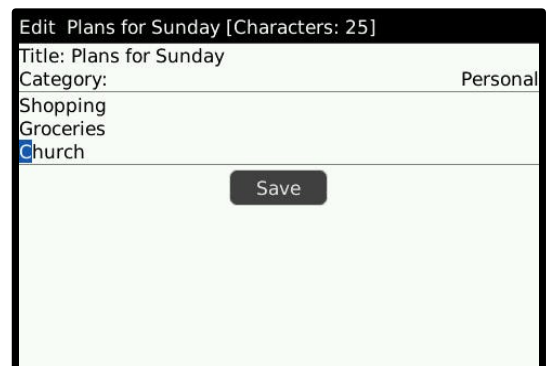 Edit Plans for Sunday [Characters: 25]
Title: Plans for Sunday
Category: Personal
Shopping
Groceries
Church
Save